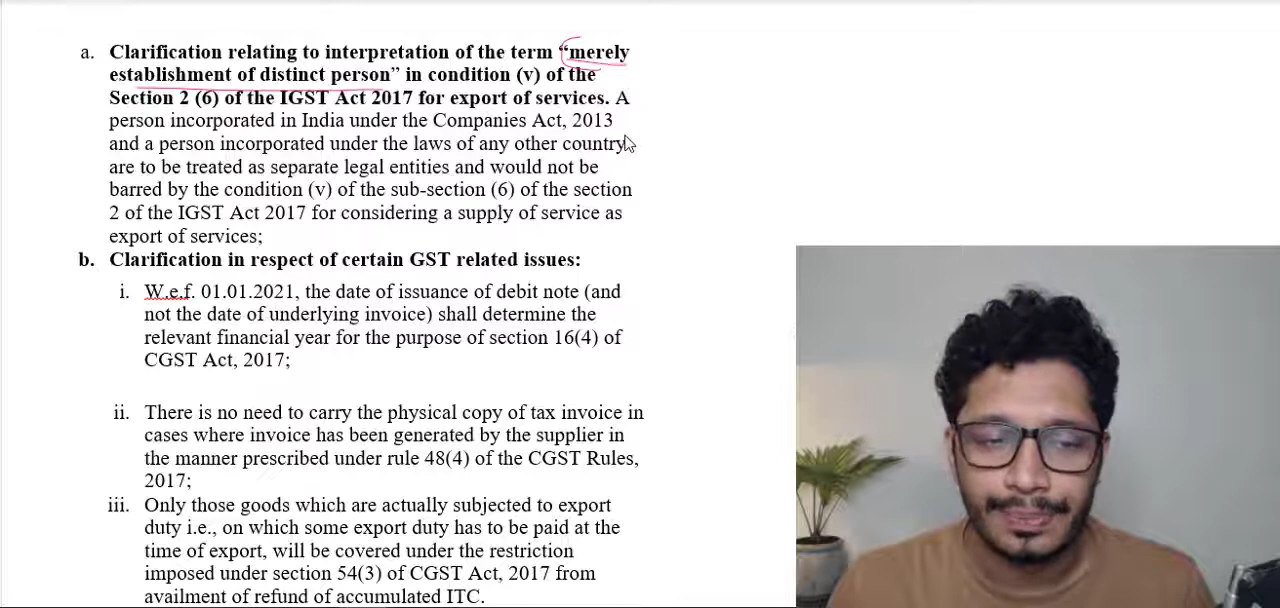 a. Clarification relating to interpretation of the term “merely
establishment of distinct person” in condition (v) of the
Section 2 (6) of the IGST Act 2017 for export of services. A
person incorporated in India under the Companies Act, 2013
and a person incorporated under the laws of any other country,
are to be treated as separate legal entities and would not be
barred by the condition (v) of the sub-section (6) of the section
2 of the IGST Act 2017 for considering a supply of service as
export of services;
b. Clarification in respect of certain GST related issues:
i. W.e.f. 01.01.2021, the date of issuance of debit note (and
not the date of underlying invoice) shall determine the
relevant financial year for the purpose of section 16(4) of
CGST Act, 2017;
ii. There is no need to carry the physical copy of tax invoice in
cases where invoice has been generated by the supplier in
the manner prescribed under rule 48(4) of the CGST Rules,
2017;
iii. Only those goods which are actually subjected to export
duty i.e., on which some export duty has to be paid at the
time of export, will be covered under the restriction
imposed under section 54(3) of CGST Act, 2017 from
availment of refund of accumulated ITC.